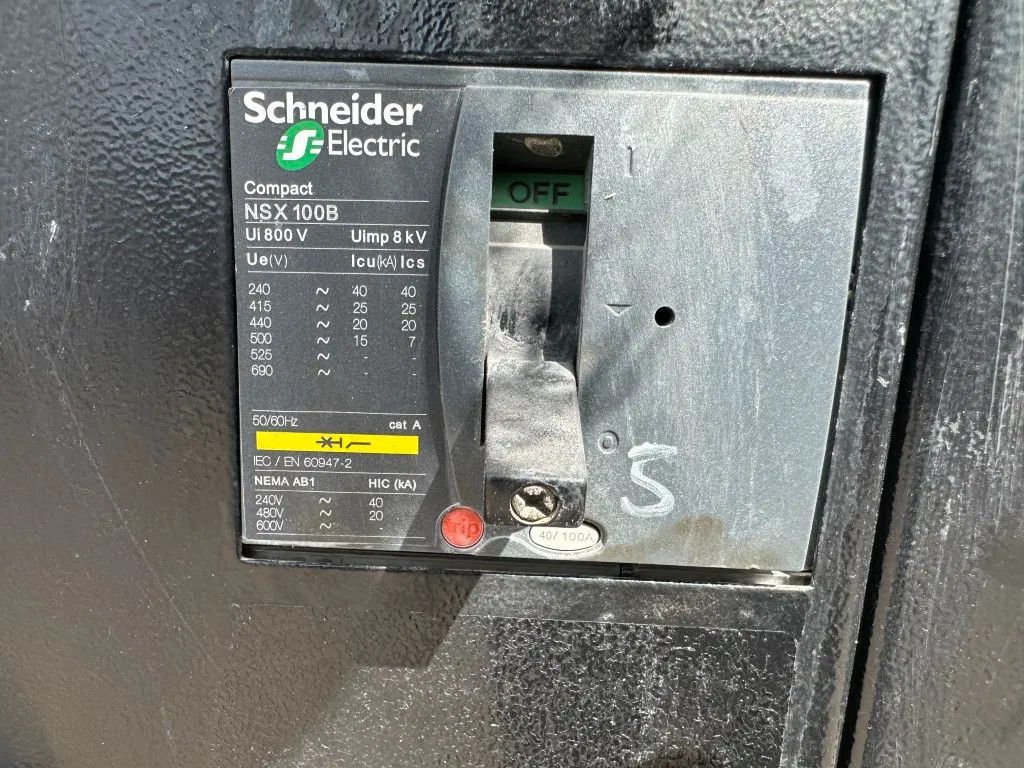 Schneider
Electric
Compact
NSX 100B
Ui 800 V Uimp 8 kV
Ue(V) Icu(kA) Ics
240 ~ 40 40
415 ~ 25 25
440 ~ 20 20
500 ~ 15 7
525 ~ - -
690 ~ - -
50/60Hz cat A
IEC / EN 60947-2
NEMA AB1 HIC (kA)
240V ~ 40
480V ~ 20
600V ~ -
OFF
I
O
5
trip
40/ 100A